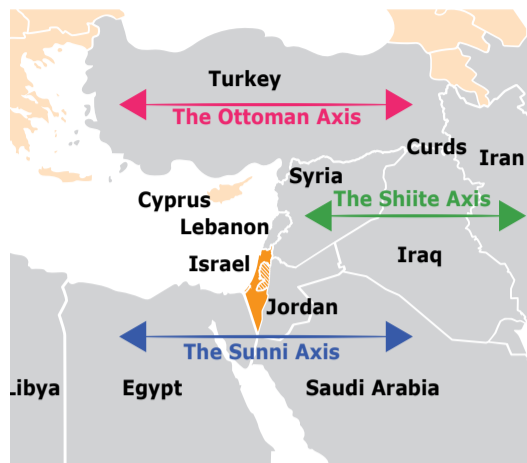 Turkey
The Ottoman Axis
Curds
Iran
Syria
Cyprus
The Shiite Axis
Lebanon
Israel
Iraq
Jordan
The Sunni Axis
Libya
Egypt
Saudi Arabia